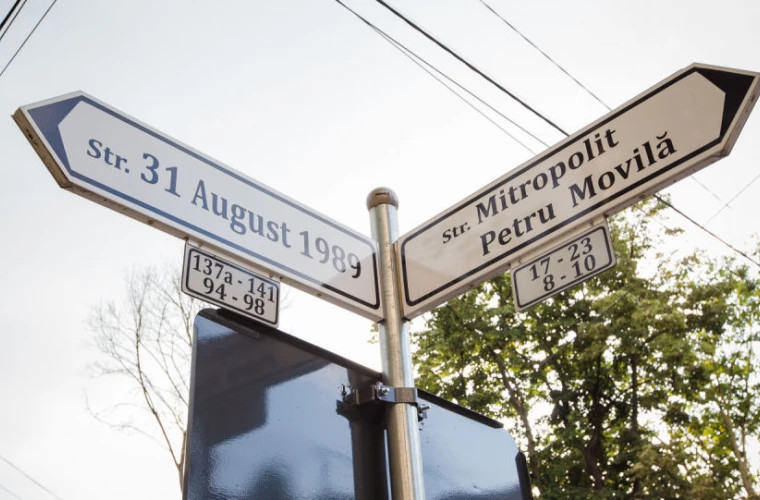 Str. 31 August 1989
137a - 141
94 - 98
Str. Mitropolit
Petru Movilă
17 - 23
8 - 10